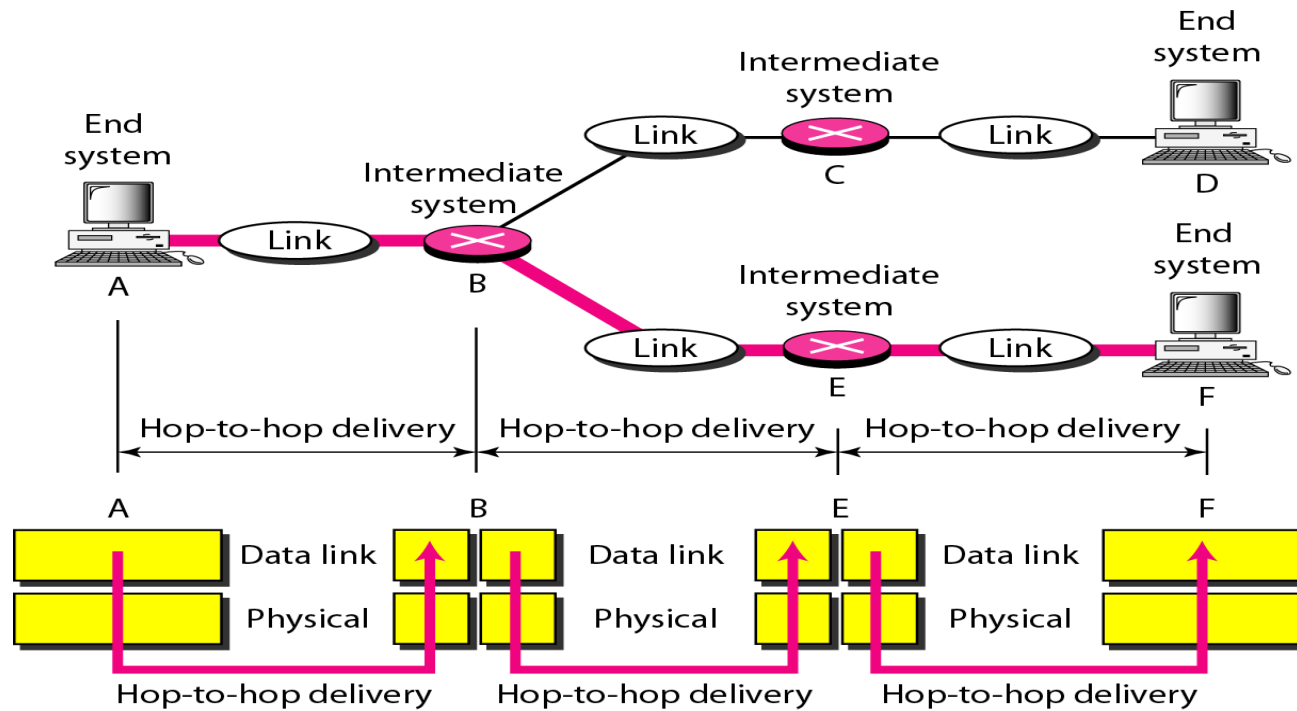 End
system
Intermediate
system
Link
Link
C
D
End
system
A
Intermediate
system
Link
B
End
system
Intermediate
system
Link
Link
E
F
Hop-to-hop delivery
Hop-to-hop delivery
Hop-to-hop delivery
A
B
E
F
Data link
Data link
Data link
Physical
Physical
Physical
Hop-to-hop delivery
Hop-to-hop delivery
Hop-to-hop delivery